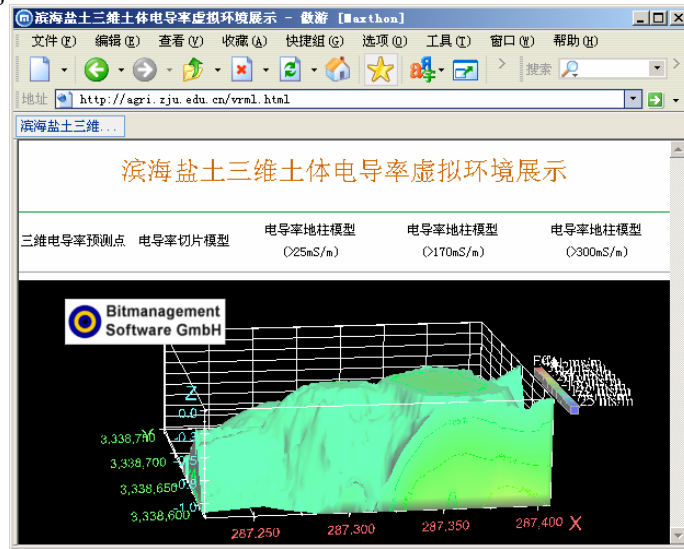 滨海盐土三维土体电导率虚拟环境展示 - 傲游 [Maxthon]
文件(F) 编辑(E) 查看(V) 收藏(A) 快捷组(G) 选项(O) 工具(T) 窗口(W) 帮助(H)
搜索
地址 http://agri.zju.edu.cn/vrml.html
滨海盐土三维...
滨海盐土三维土体电导率虚拟环境展示
三维电导率预测点 电导率切片模型 电导率地柱模型 电导率地柱模型 电导率地柱模型
(>25mS/m) (>170mS/m) (>300mS/m)
Bitmanagement
Software GmbH
Z
0.0
Y
3,338,700
3,338,650
3,338,600
287,250 287,300 287,350 287,400 X